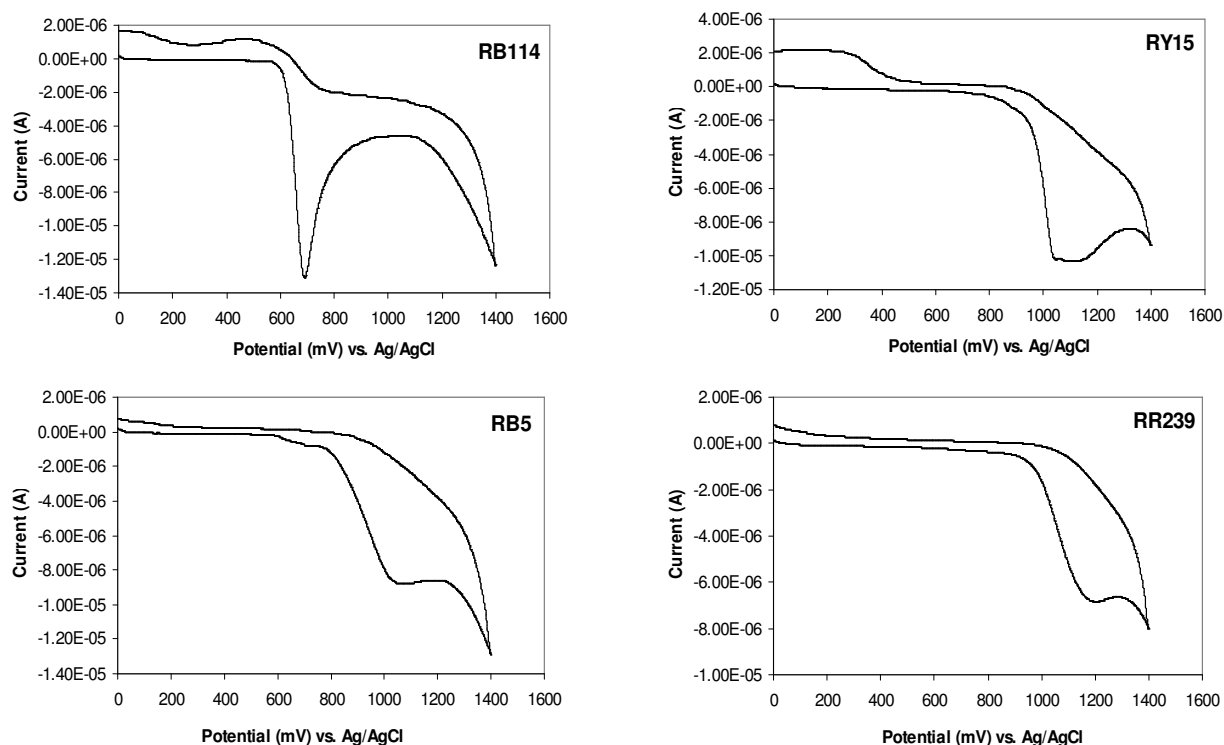 RB114
Current (A)
2.00E-06
0.00E+00
-2.00E-06
-4.00E-06
-6.00E-06
-8.00E-06
-1.00E-05
-1.20E-05
-1.40E-05
0 200 400 600 800 1000 1200 1400 1600
Potential (mV) vs. Ag/AgCl
RY15
Current (A)
4.00E-06
2.00E-06
0.00E+00
-2.00E-06
-4.00E-06
-6.00E-06
-8.00E-06
-1.00E-05
-1.20E-05
0 200 400 600 800 1000 1200 1400 1600
Potential (mV) vs. Ag/AgCl
RB5
Current (A)
2.00E-06
0.00E+00
-2.00E-06
-4.00E-06
-6.00E-06
-8.00E-06
-1.00E-05
-1.20E-05
-1.40E-05
0 200 400 600 800 1000 1200 1400 1600
Potential (mV) vs. Ag/AgCl
RR239
Current (A)
2.00E-06
0.00E+00
-2.00E-06
-4.00E-06
-6.00E-06
-8.00E-06
-1.00E-05
0 200 400 600 800 1000 1200 1400 1600
Potential (mV) vs. Ag/AgCl